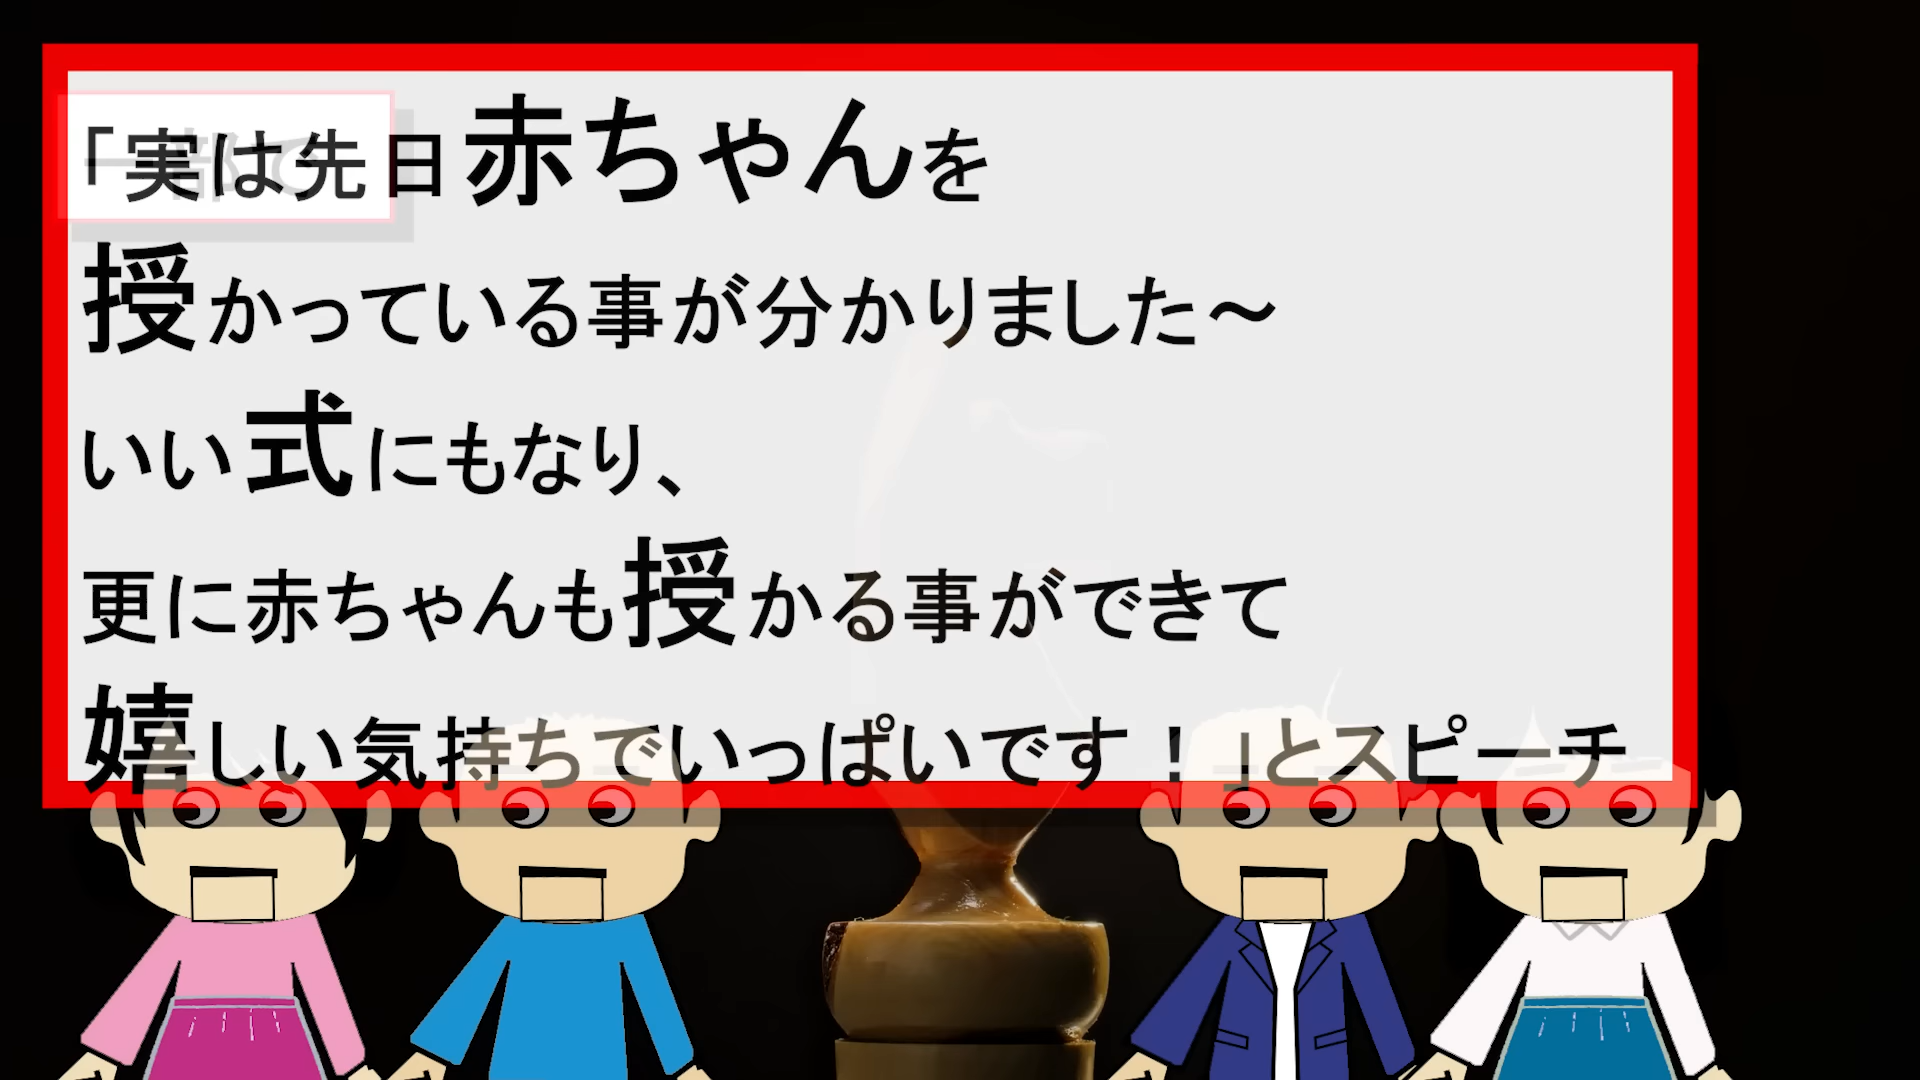 「実は先日赤ちゃんを
授かっている事が分かりました～
いい式にもなり、
更に赤ちゃんも授かる事ができて
嬉しい気持ちでいっぱいです！」とスピーチ